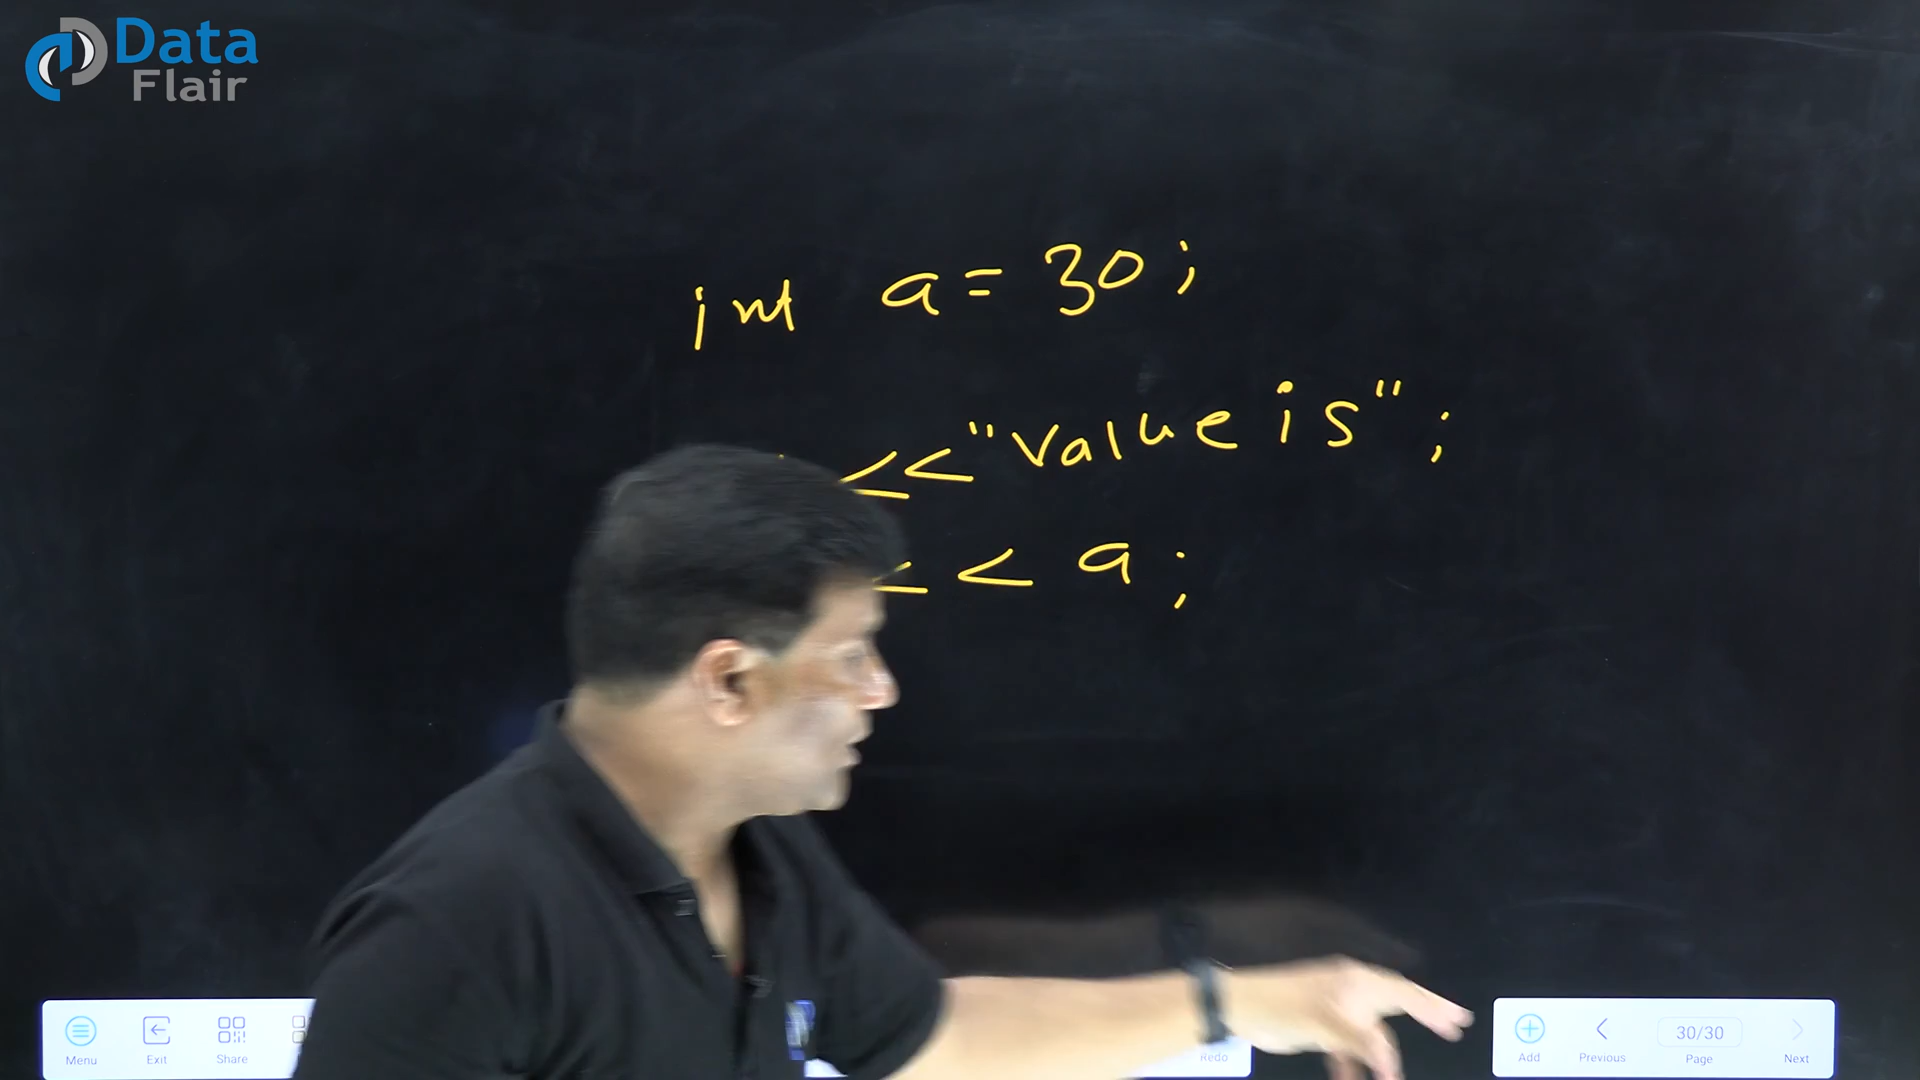 Data
Flair
int a = 30 ;
<< "Value is" ;
<< a ;
Menu
Exit
Share
Redo
Add
Previous
30/30
Page
Next